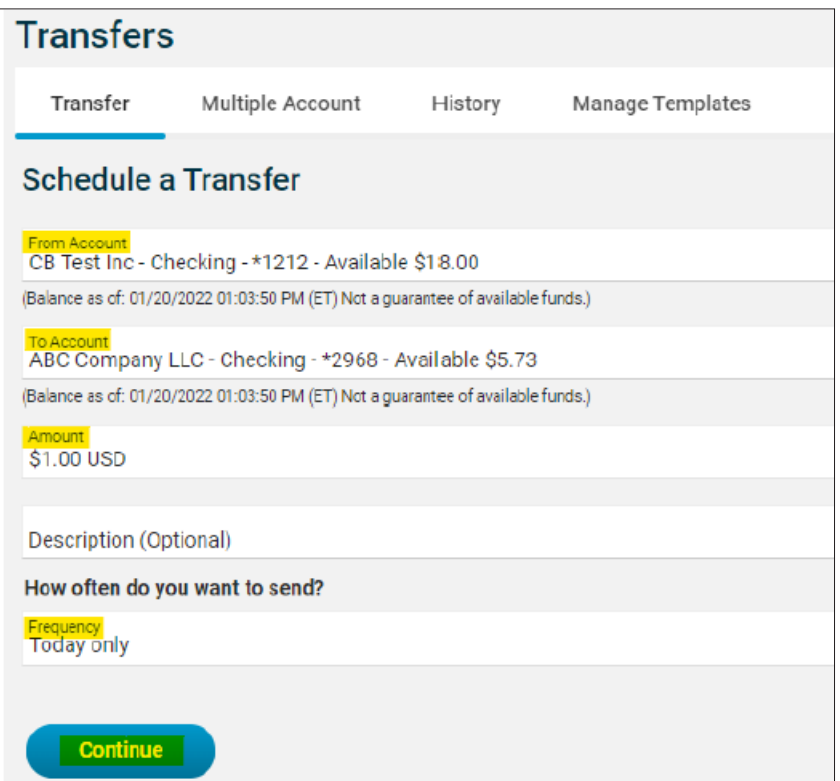 Transfers
Transfer Multiple Account History Manage Templates
Schedule a Transfer
From Account
CB Test Inc - Checking - *1212 - Available $18.00
(Balance as of: 01/20/2022 01:03:50 PM (ET) Not a guarantee of available funds.)
To Account
ABC Company LLC - Checking - *2968 - Available $5.73
(Balance as of: 01/20/2022 01:03:50 PM (ET) Not a guarantee of available funds.)
Amount
$1.00 USD
Description (Optional)
How often do you want to send?
Frequency
Today only
Continue